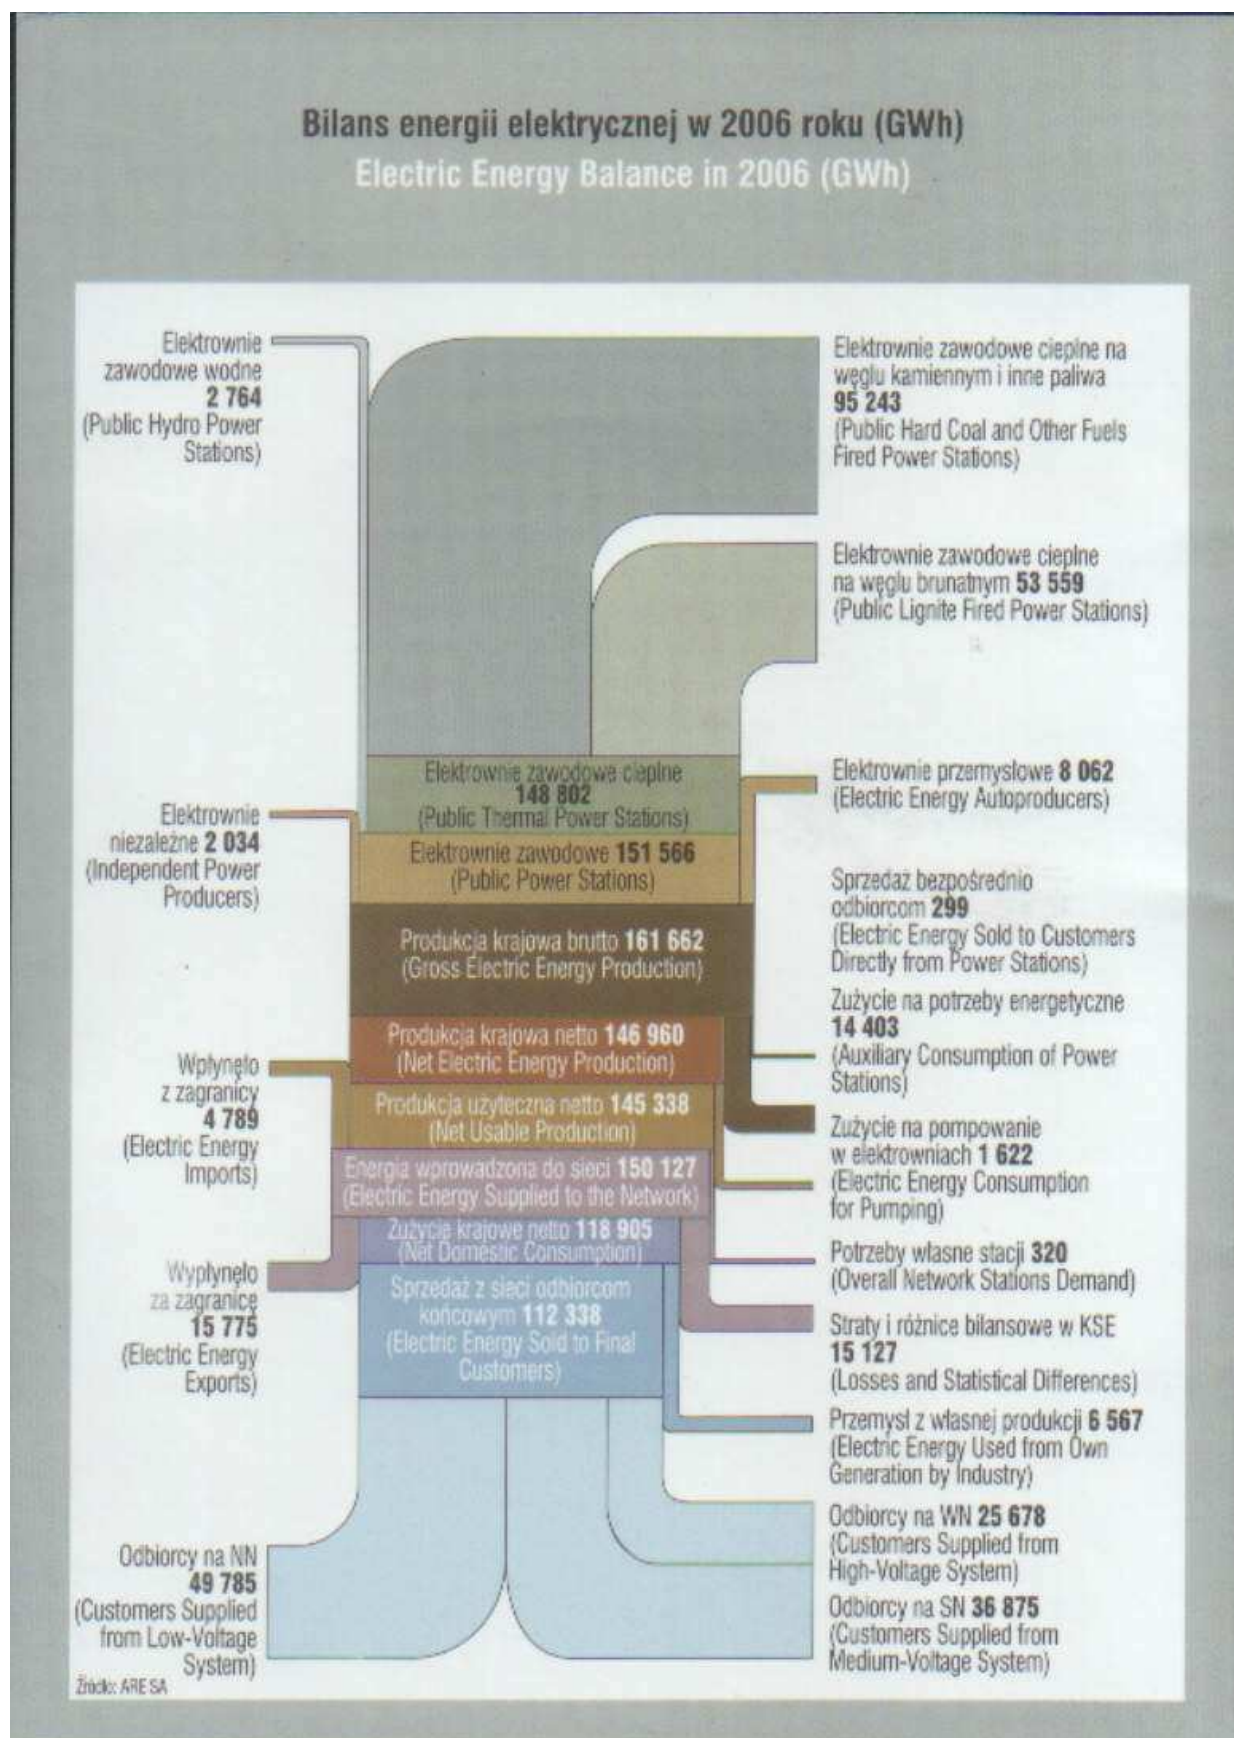 Bilans energii elektrycznej w 2006 roku (GWh)
Electric Energy Balance in 2006 (GWh)
Elektrownie
zawodowe wodne
2 764
(Public Hydro Power
Stations)
Elektrownie zawodowe cieplne na
węglu kamiennym i inne paliwa
95 243
(Public Hard Coal and Other Fuels
Fired Power Stations)
Elektrownie zawodowe cieplne
na węglu brunatnym 53 559
(Public Lignite Fired Power Stations)
Elektrownie zawodowe cieplne
148 802
(Public Thermal Power Stations)
Elektrownie przemysłowe 8 062
(Electric Energy Autoproducers)
Elektrownie
niezależne 2 034
(Independent Power
Producers)
Elektrownie zawodowe 151 566
(Public Power Stations)
Sprzedaż bezpośrednio
odbiorcom 299
(Electric Energy Sold to Customers
Directly from Power Stations)
Produkcja krajowa brutto 161 662
(Gross Electric Energy Production)
Zużycie na potrzeby energetyczne
14 403
(Auxiliary Consumption of Power
Stations)
Produkcja krajowa netto 146 960
(Net Electric Energy Production)
Wpłynęło
z zagranicy
4 789
(Electric Energy
Imports)
Produkcja użyteczna netto 145 338
(Net Usable Production)
Zużycie na pompowanie
w elektrowniach 1 622
(Electric Energy Consumption
for Pumping)
Energia wprowadzona do sieci 150 127
(Electric Energy Supplied to the Network)
Zużycie krajowe netto 118 905
(Net Domestic Consumption)
Potrzeby własne stacji 320
(Overall Network Stations Demand)
Wypłynęło
za zagranicę
15 775
(Electric Energy
Exports)
Sprzedaż z sieci odbiorcom
końcowym 112 338
(Electric Energy Sold to Final
Customers)
Straty i różnice bilansowe w KSE
15 127
(Losses and Statistical Differences)
Przemysł z własnej produkcji 6 567
(Electric Energy Used from Own
Generation by Industry)
Odbiorcy na WN 25 678
(Customers Supplied from
High-Voltage System)
Odbiorcy na NN
49 785
(Customers Supplied
from Low-Voltage
System)
Odbiorcy na SN 36 875
(Customers Supplied from
Medium-Voltage System)
Źródło: ARE SA